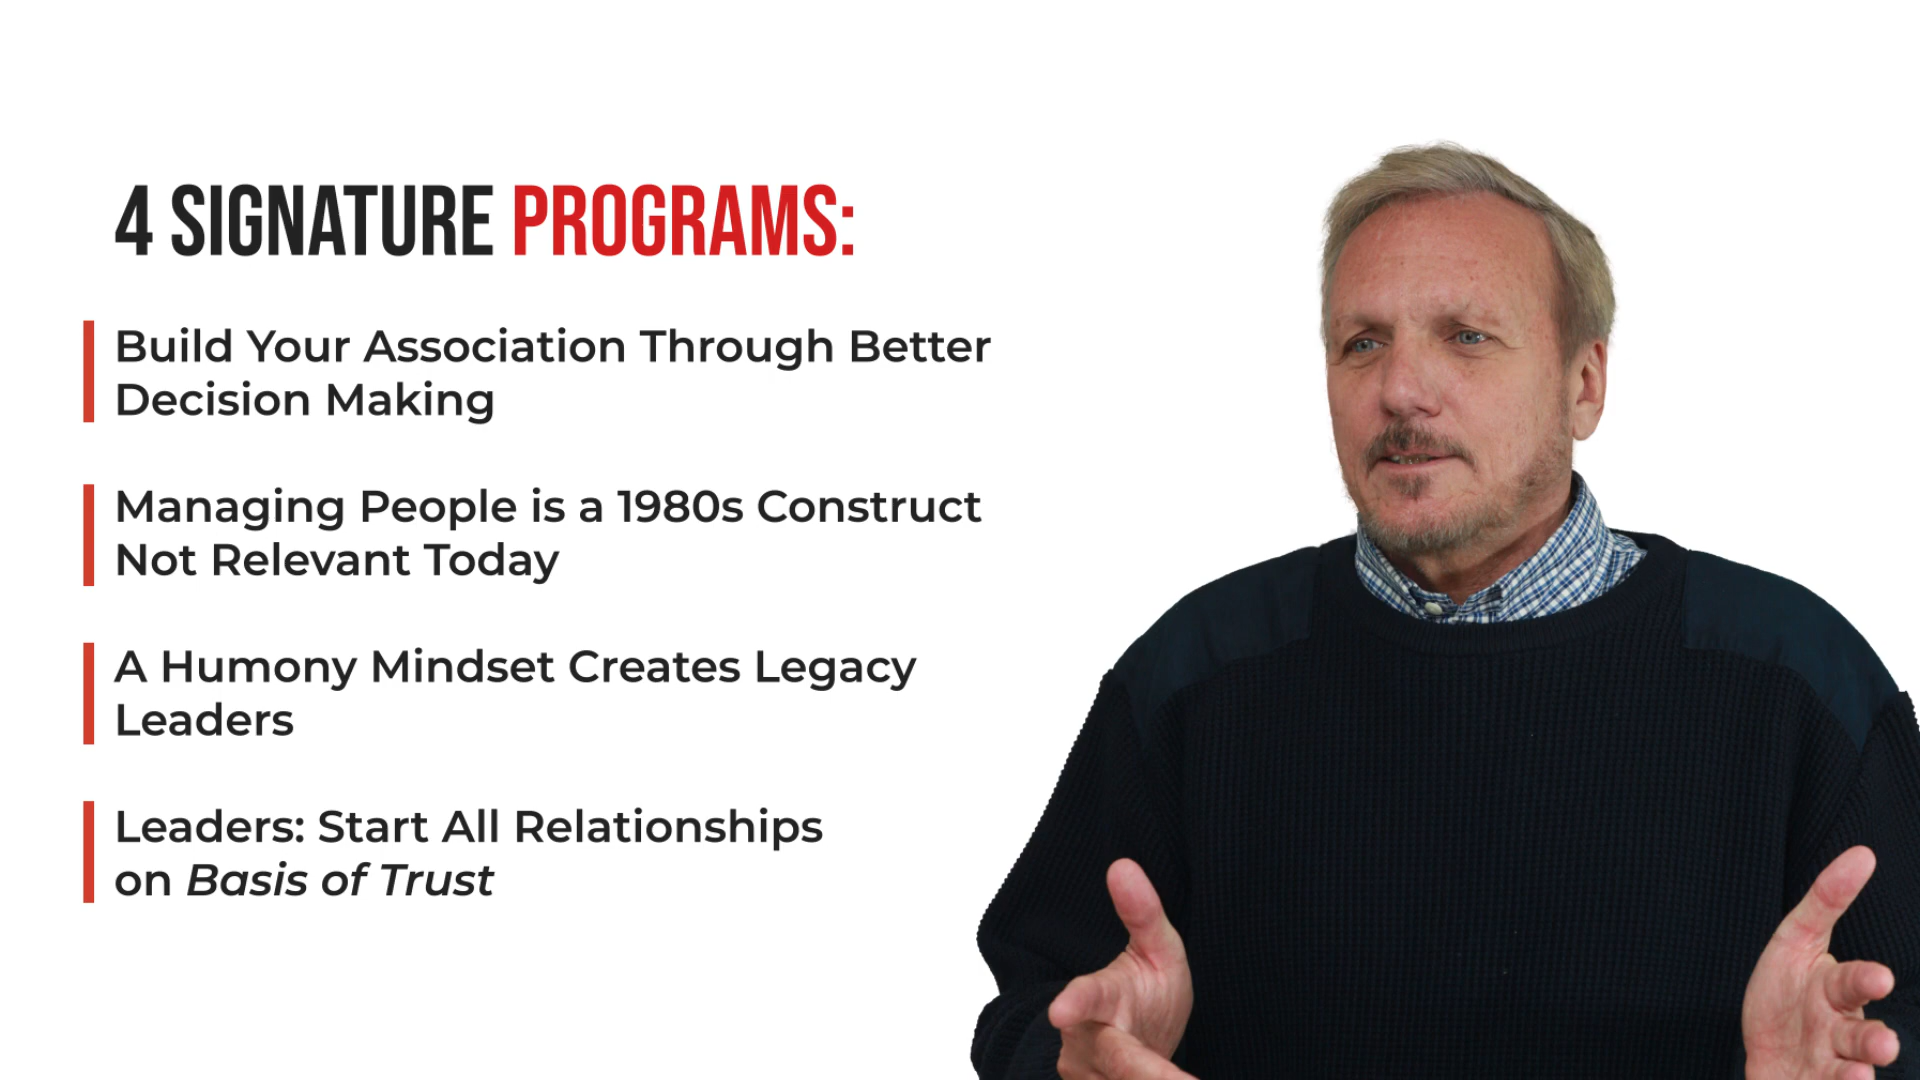 4 SIGNATURE PROGRAMS:
Build Your Association Through Better
Decision Making
Managing People is a 1980s Construct
Not Relevant Today
A Humony Mindset Creates Legacy
Leaders
Leaders: Start All Relationships
on Basis of Trust